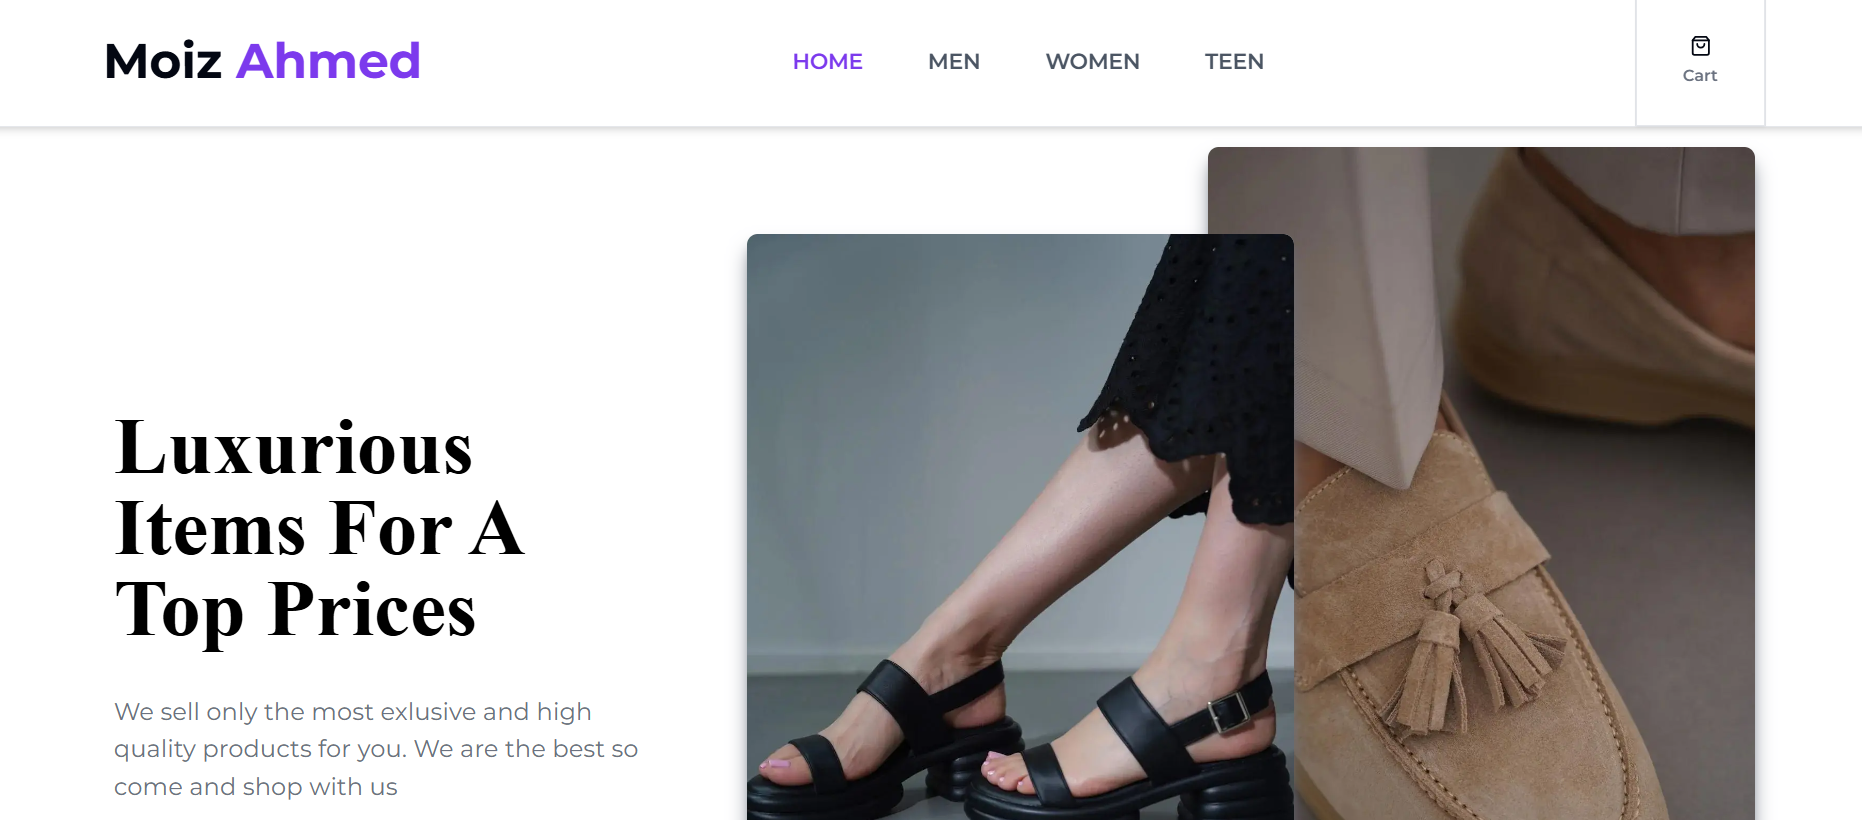 Moiz Ahmed
HOME
MEN
WOMEN
TEEN
Cart
Luxurious
Items For A
Top Prices
We sell only the most exlusive and high
quality products for you. We are the best so
come and shop with us